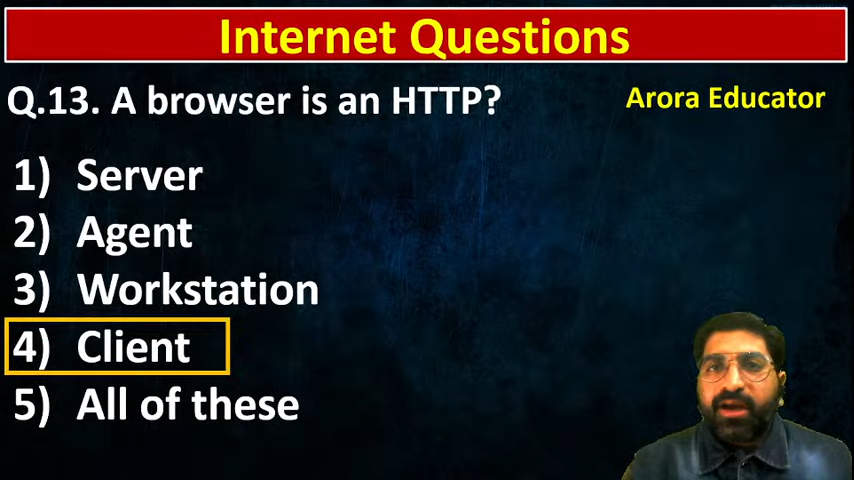 Internet Questions
Q.13. A browser is an HTTP?
Arora Educator
1) Server
2) Agent
3) Workstation
4) Client
5) All of these